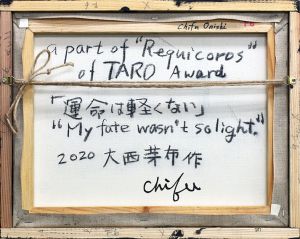 Chifu Onishi
a part of "Requicoros"
of TARO Award
「運命は軽くない」
"My fate wasn't so light."
2020 大西芽布 作
chifu